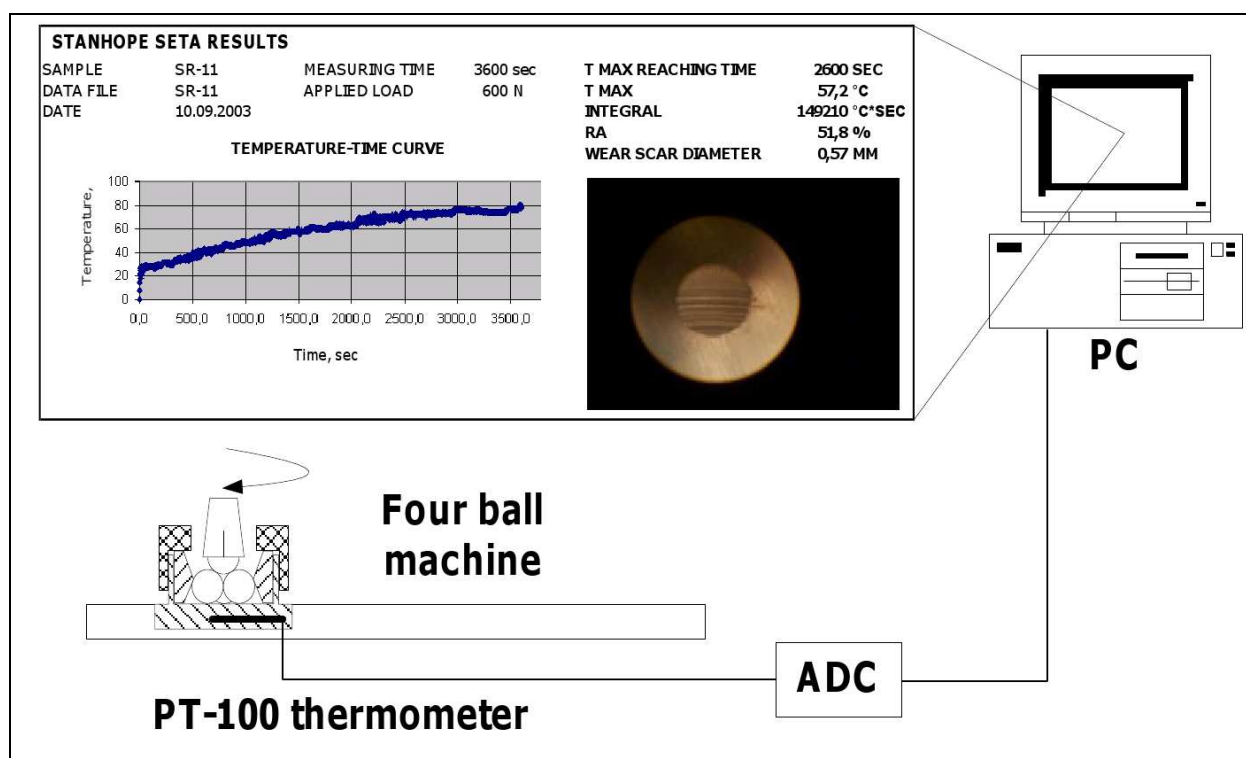 STANHOPE SETA RESULTS
SAMPLE SR-11 MEASURING TIME 3600 sec
DATA FILE SR-11 APPLIED LOAD 600 N
DATE 10.09.2003
T MAX REACHING TIME 2600 SEC
T MAX 57,2 °C
INTEGRAL 149210 °C*SEC
RA 51,8 %
WEAR SCAR DIAMETER 0,57 MM
TEMPERATURE-TIME CURVE
Temperature,
100
80
60
40
20
0
0,0 500,0 1000,0 1500,0 2000,0 2500,0 3000,0 3500,0
Time, sec
PC
Four ball
machine
ADC
PT-100 thermometer